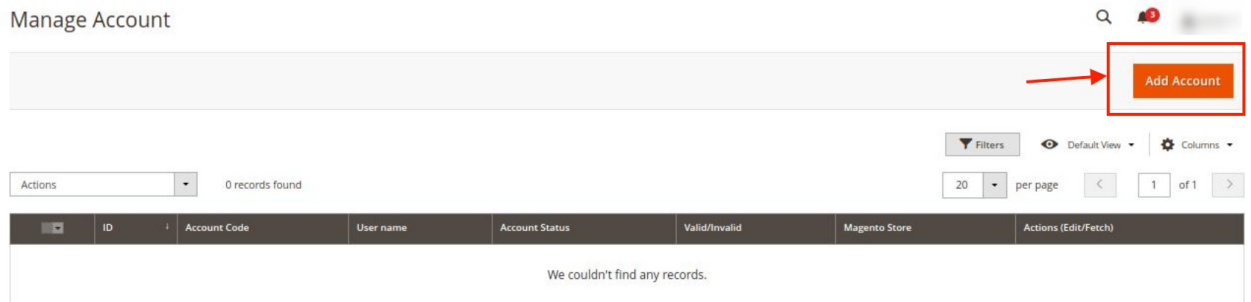 Manage Account
3
Add Account
Filters Default View Columns
Actions 0 records found 20 per page 1 of 1
ID ↓ Account Code User name Account Status Valid/Invalid Magento Store Actions (Edit/Fetch)
We couldn't find any records.